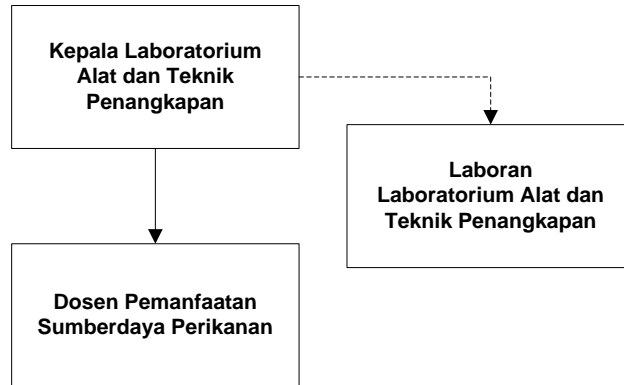 Kepala Laboratorium
Alat dan Teknik
Penangkapan
Laboran
Laboratorium Alat dan
Teknik Penangkapan
Dosen Pemanfaatan
Sumberdaya Perikanan